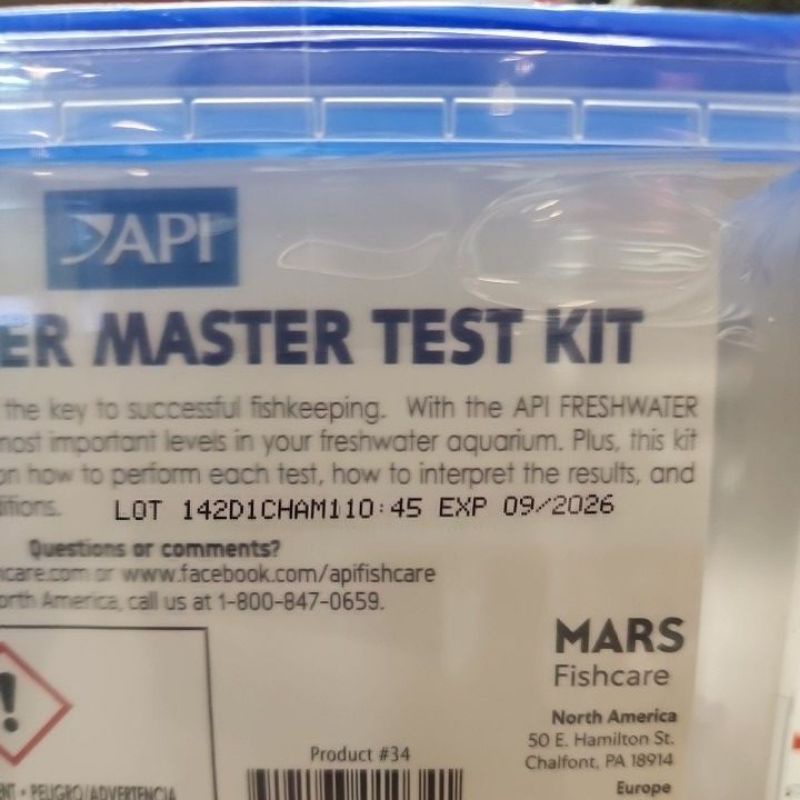 API
ER MASTER TEST KIT
the key to successful fishkeeping. With the API FRESHWATER
most important levels in your freshwater aquarium. Plus, this kit
on how to perform each test, how to interpret the results, and
LOT 142D1CHAM110:45 EXP 09/2026
Questions or comments?
www.facebook.com/apifishcare
orth America, call us at 1-800-847-0659.
MARS
Fishcare
North America
50 E. Hamilton St.
Chalfont, PA 18914
Europe
!
Product #34
PELIGRO/ADVERTENCIA